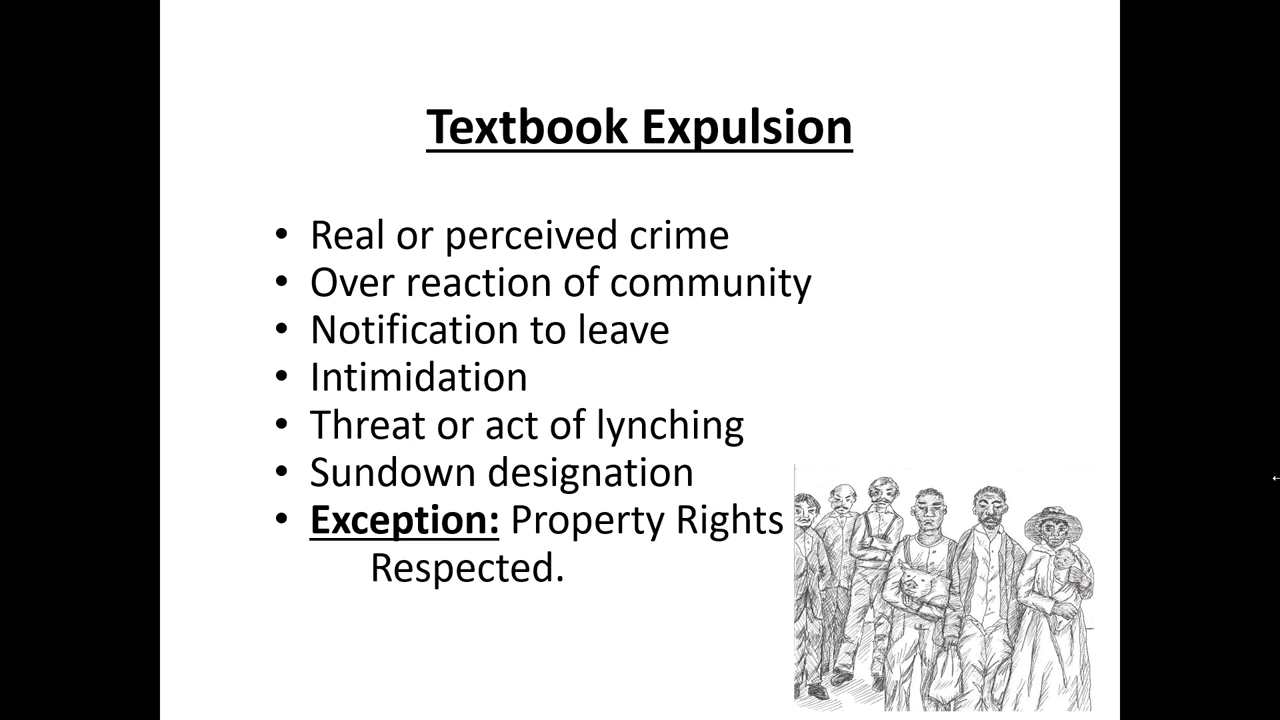 Textbook Expulsion
• Real or perceived crime
• Over reaction of community
• Notification to leave
• Intimidation
• Threat or act of lynching
• Sundown designation
• Exception: Property Rights
Respected.